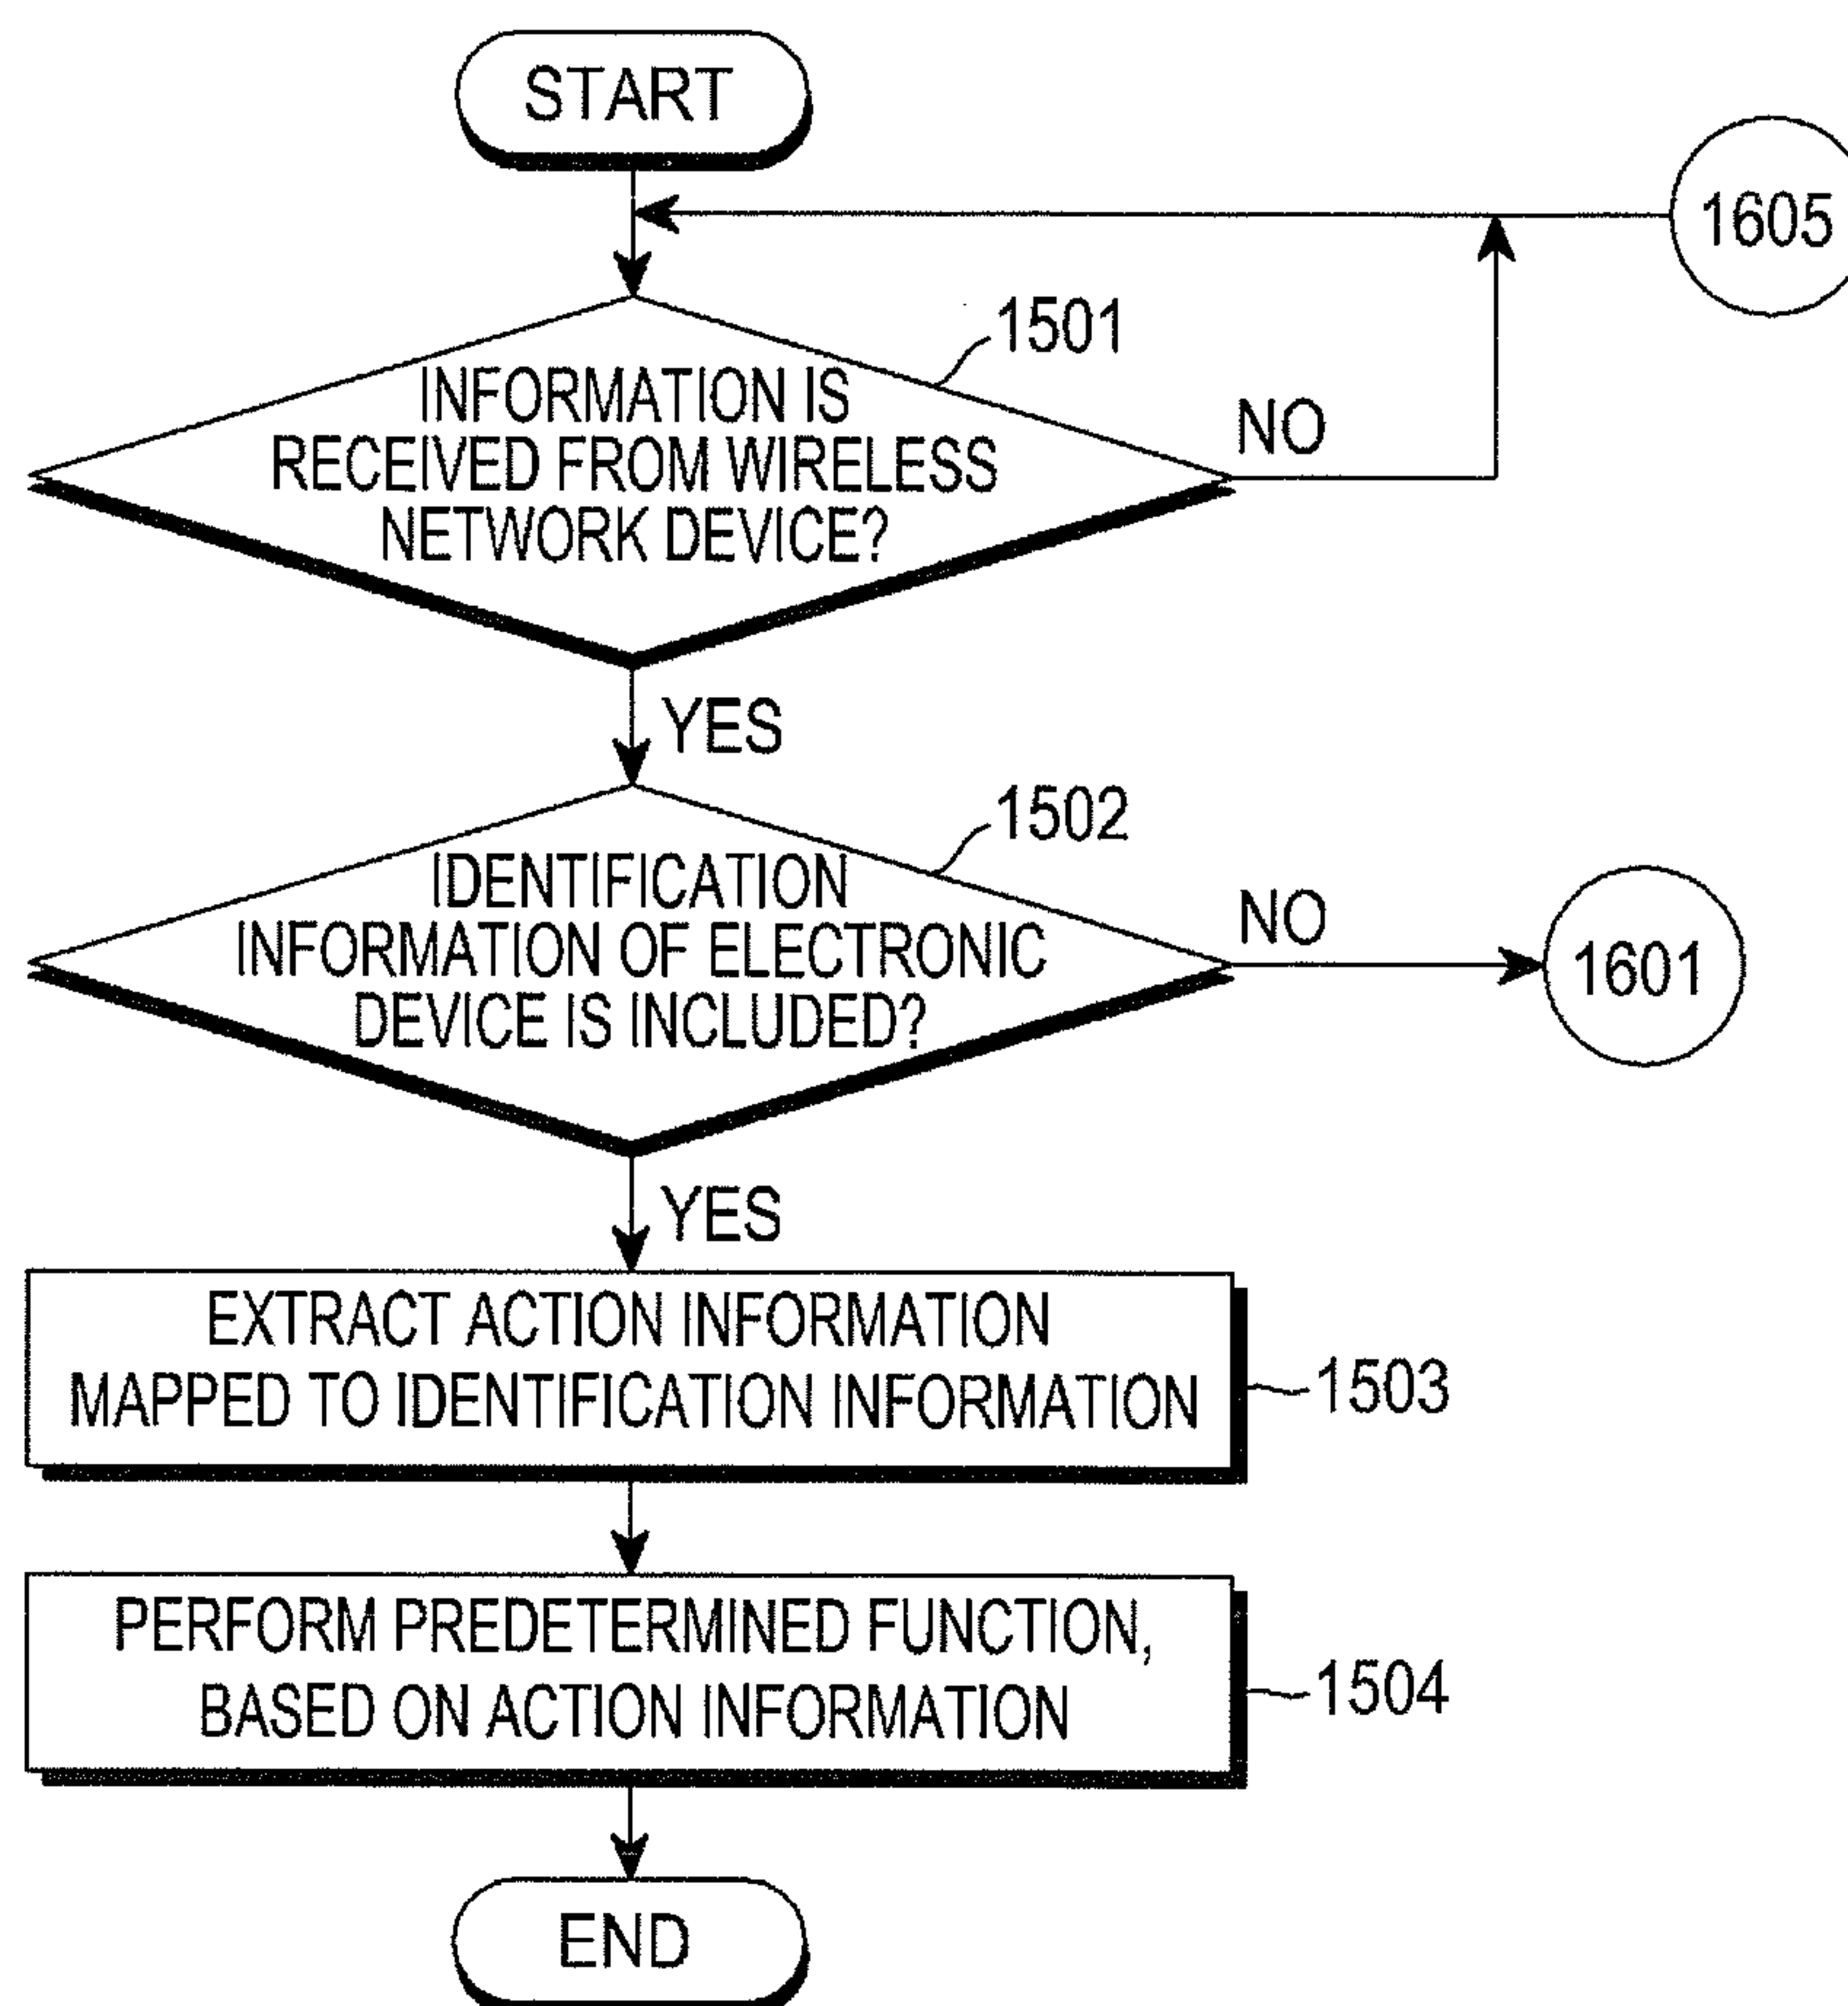 START
1605
1501
INFORMATION IS
RECEIVED FROM WIRELESS
NETWORK DEVICE?
NO
YES
1502
IDENTIFICATION
INFORMATION OF ELECTRONIC
DEVICE IS INCLUDED?
NO
1601
YES
EXTRACT ACTION INFORMATION
MAPPED TO IDENTIFICATION INFORMATION
1503
PERFORM PREDETERMINED FUNCTION,
BASED ON ACTION INFORMATION
1504
END